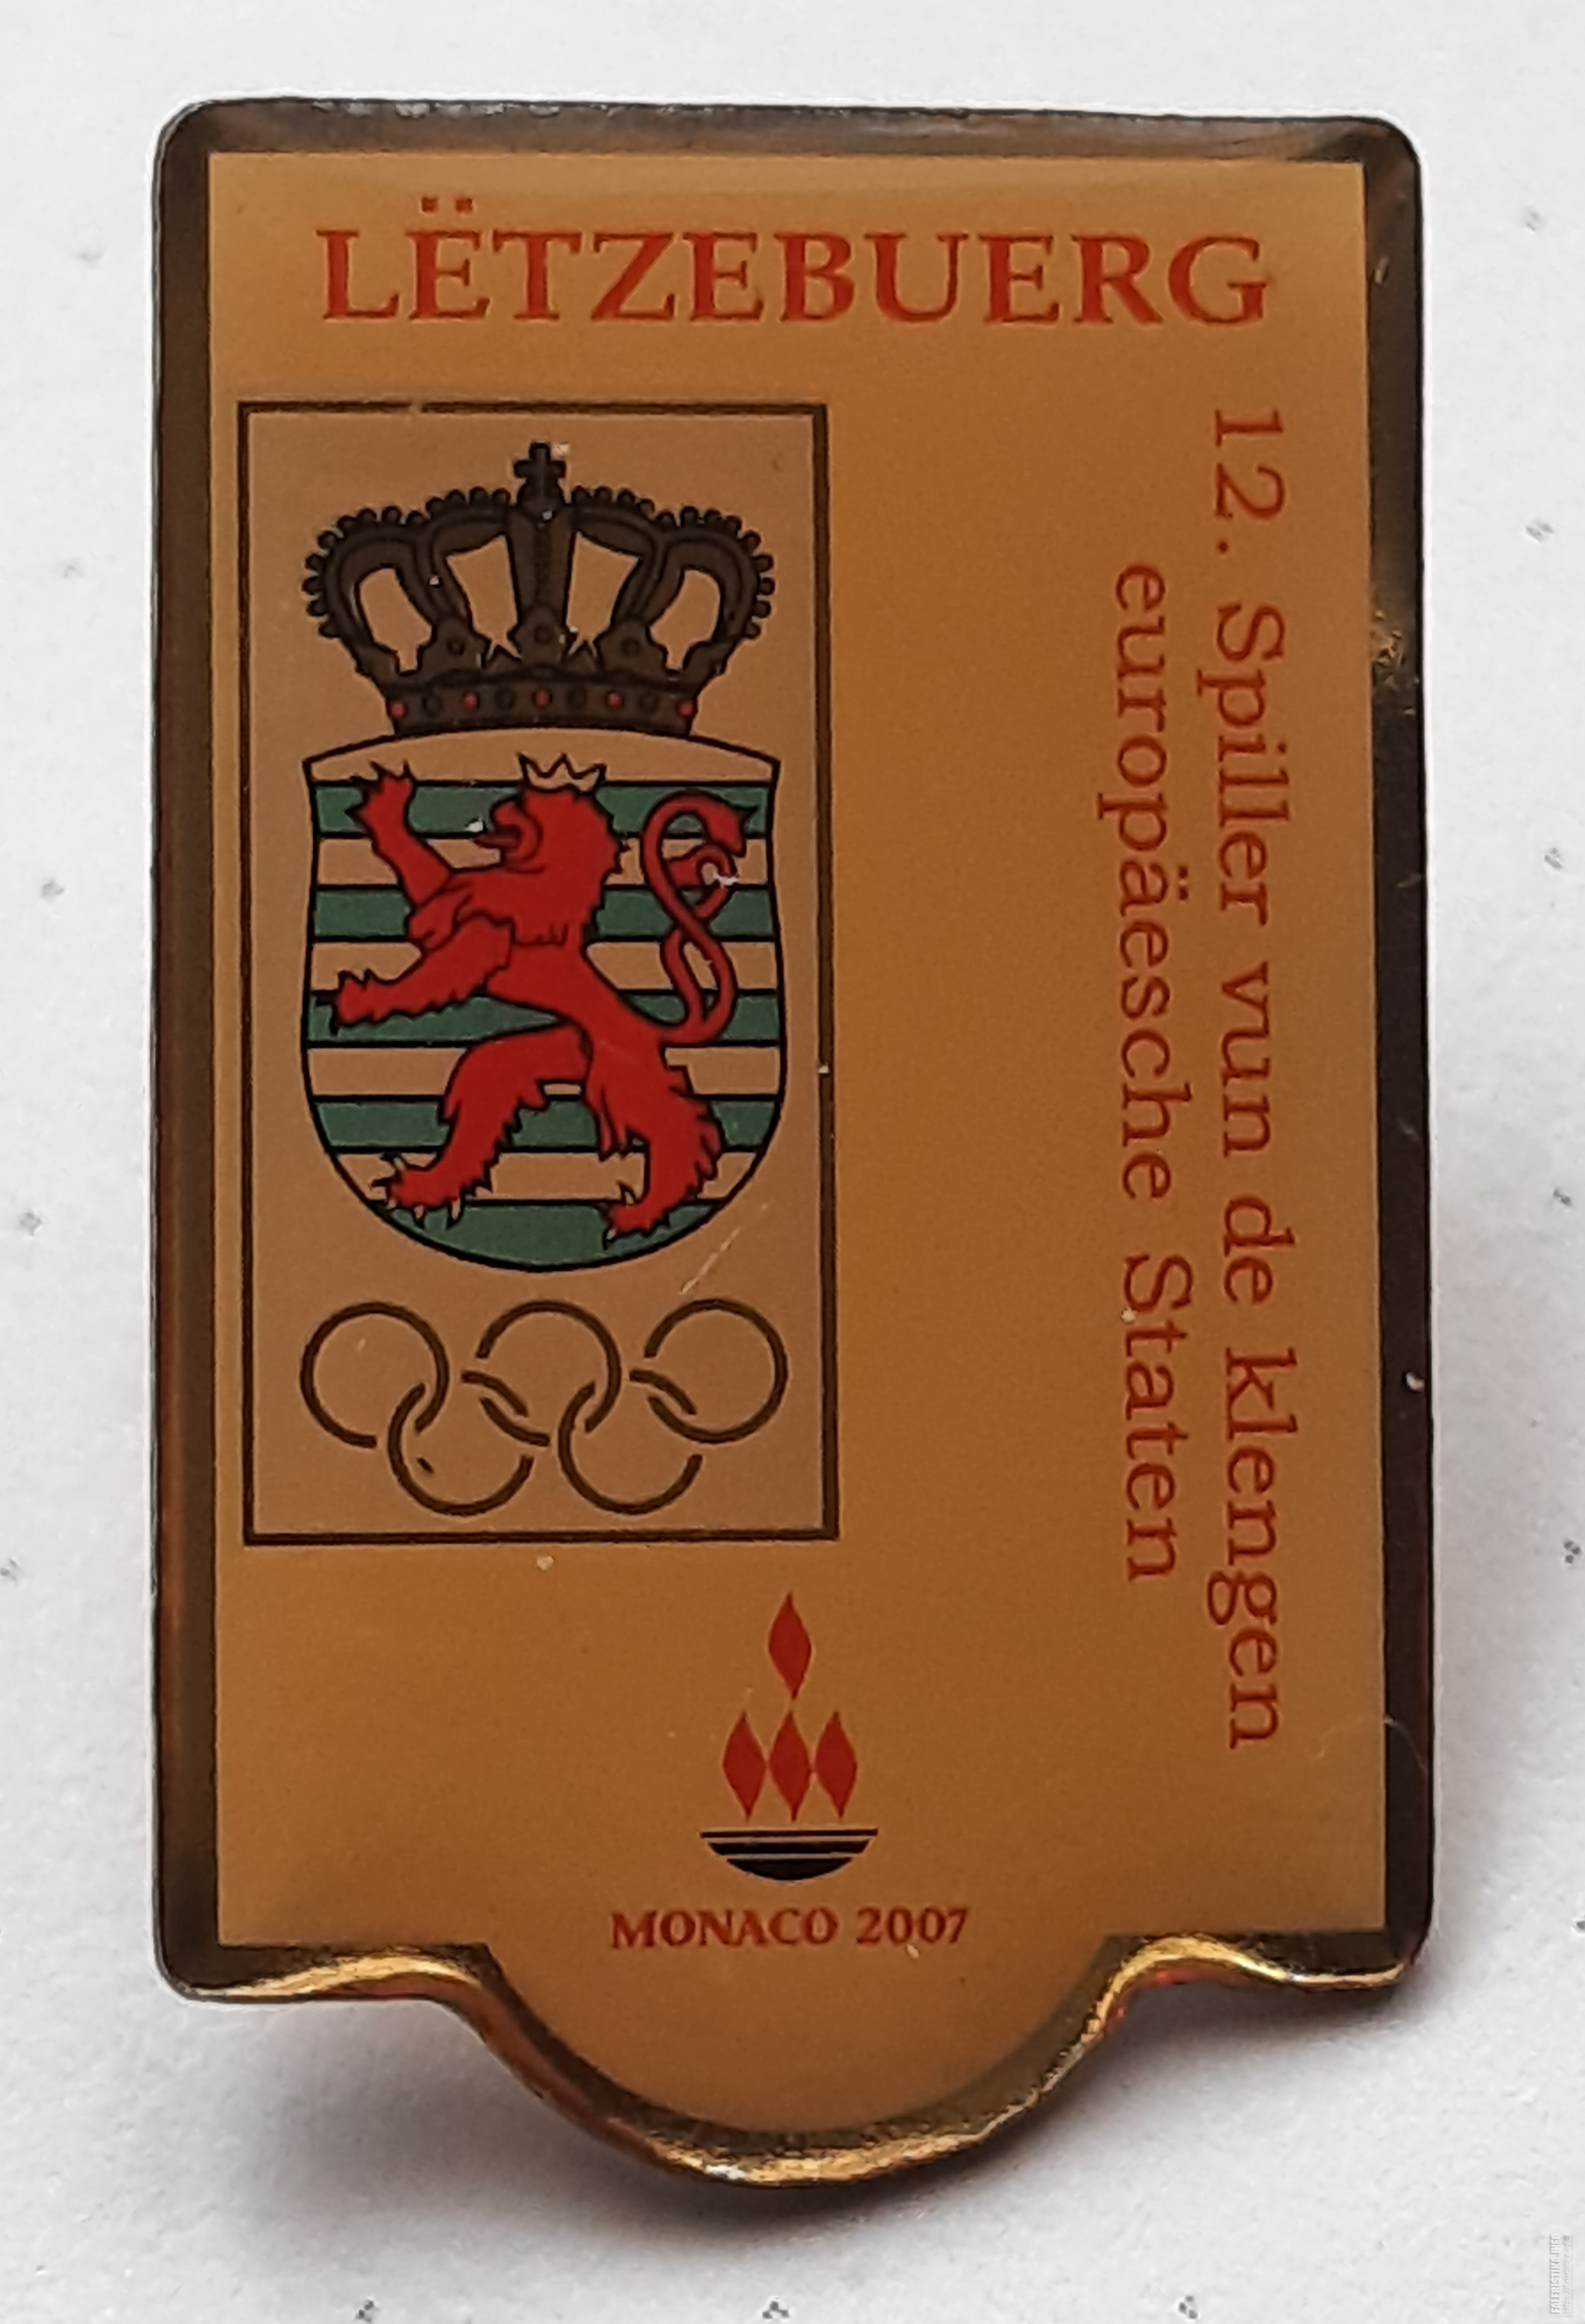 LËTZEBUERG
12. Spiller vun de klengen
europäesche Staten
MONACO 2007